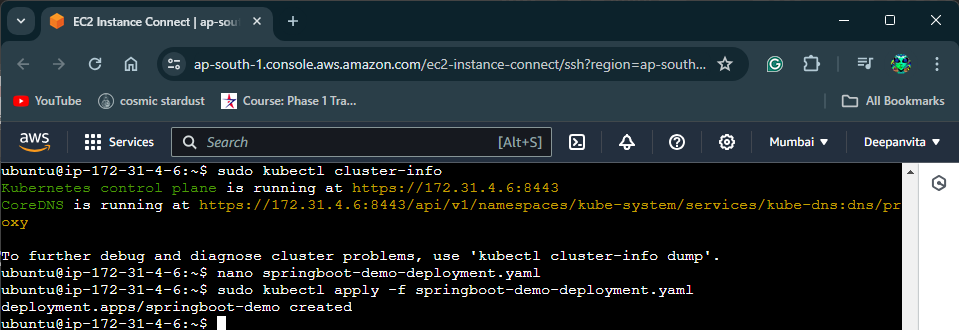 EC2 Instance Connect | ap-sou
ap-south-1.console.aws.amazon.com/ec2-instance-connect/ssh?region=ap-south...
YouTube cosmic stardust Course: Phase 1 Tra... All Bookmarks
aws Services Search [Alt+S] Mumbai Deepanvita
ubuntu@ip-172-31-4-6:~$ sudo kubectl cluster-info
Kubernetes control plane is running at https://172.31.4.6:8443
CoreDNS is running at https://172.31.4.6:8443/api/v1/namespaces/kube-system/services/kube-dns:dns/pr
oxy
To further debug and diagnose cluster problems, use 'kubectl cluster-info dump'.
ubuntu@ip-172-31-4-6:~$ nano springboot-demo-deployment.yaml
ubuntu@ip-172-31-4-6:~$ sudo kubectl apply -f springboot-demo-deployment.yaml
deployment.apps/springboot-demo created
ubuntu@ip-172-31-4-6:~$